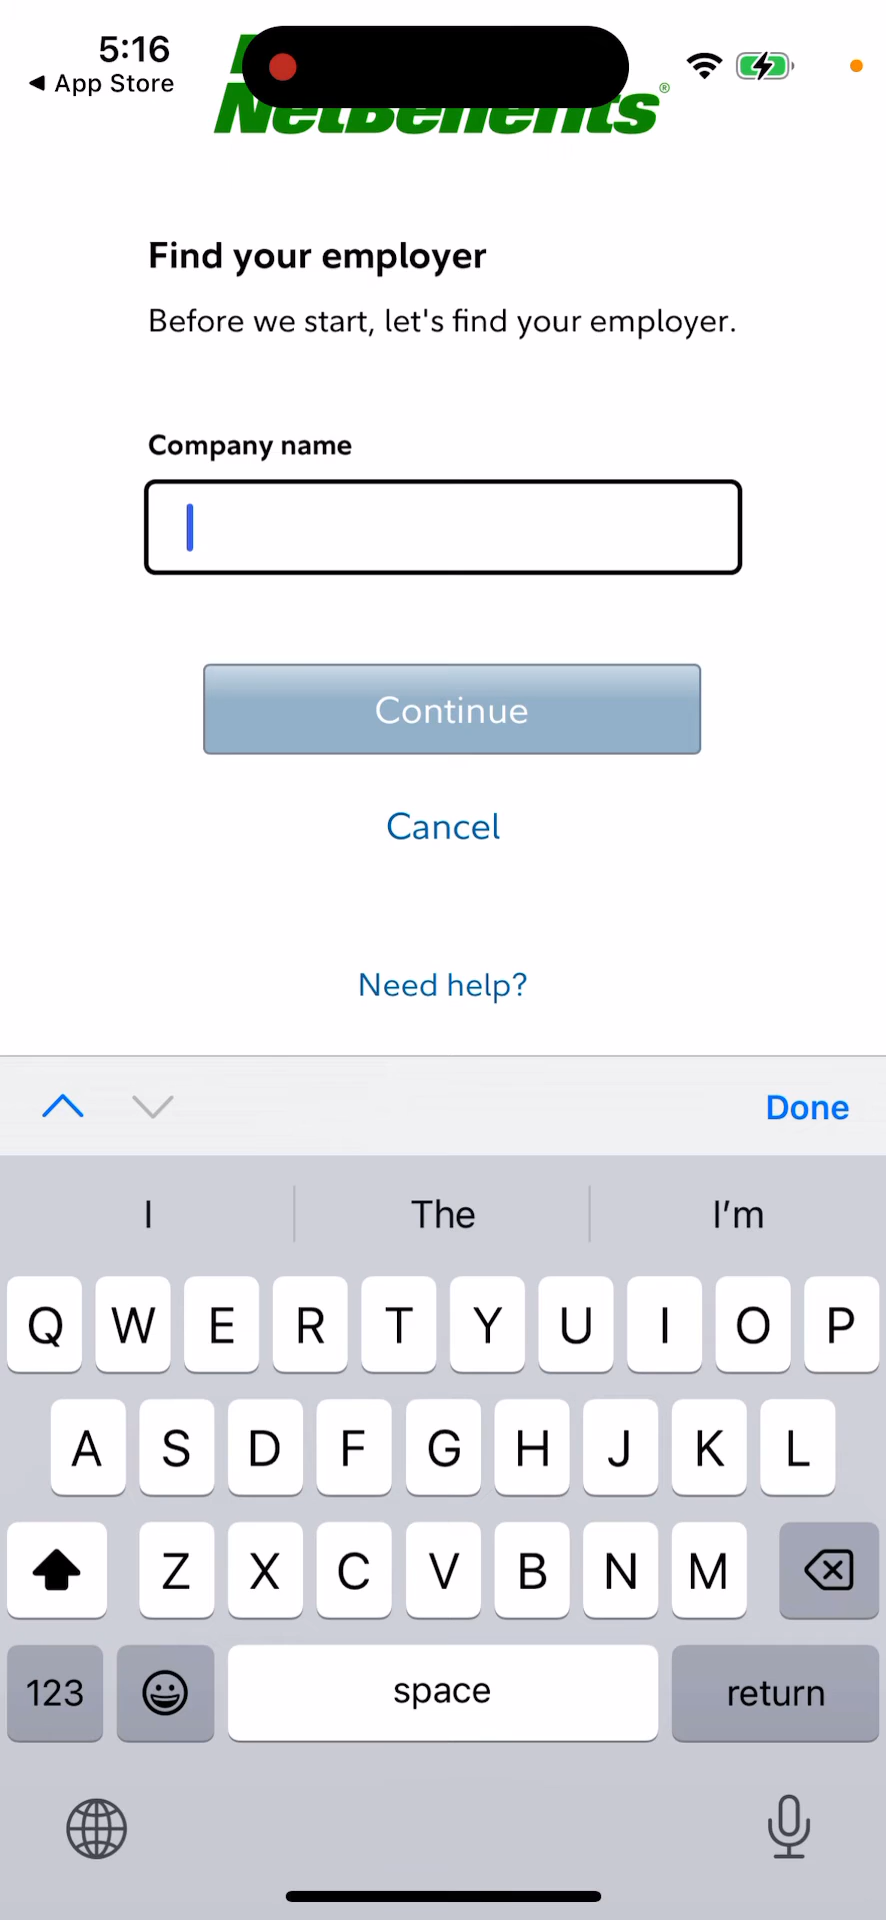 5:16
◀ App Store
NetBenefits®
Find your employer
Before we start, let's find your employer.
Company name
Continue
Cancel
Need help?
Done
I The I'm
Q W E R T Y U I O P
A S D F G H J K L
Z X C V B N M
123 space return